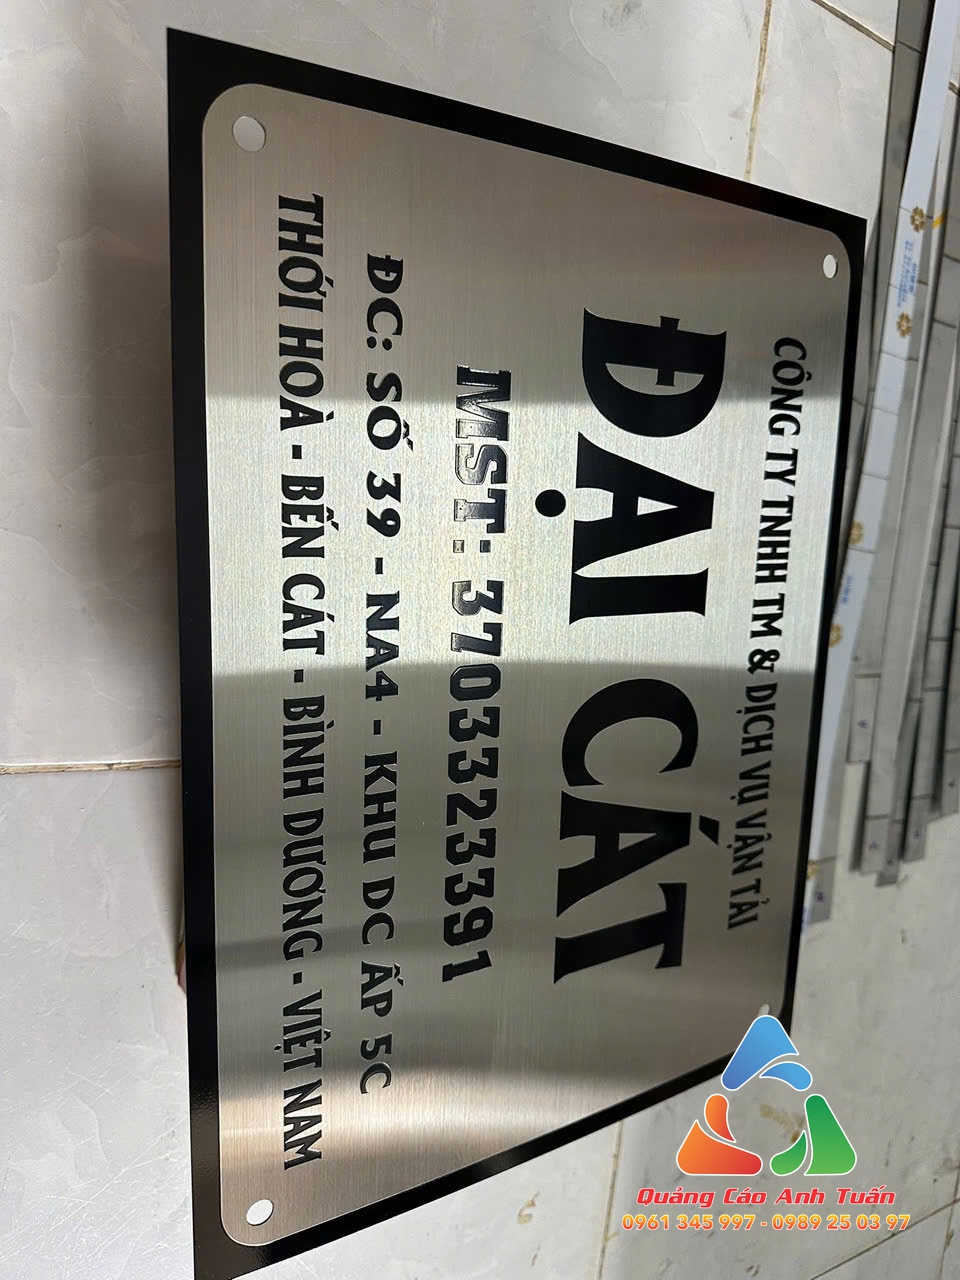 CÔNG TY TNHH TM & DỊCH VỤ VẬN TẢI
ĐẠI CÁT
MST: 3703323391
ĐC: SỐ 39 - NA4 - KHU DC ẤP 5C
THỚI HOÀ - BẾN CÁT - BÌNH DƯƠNG - VIỆT NAM
Quảng Cáo Anh Tuấn
0961 345 997 - 0989 25 03 97